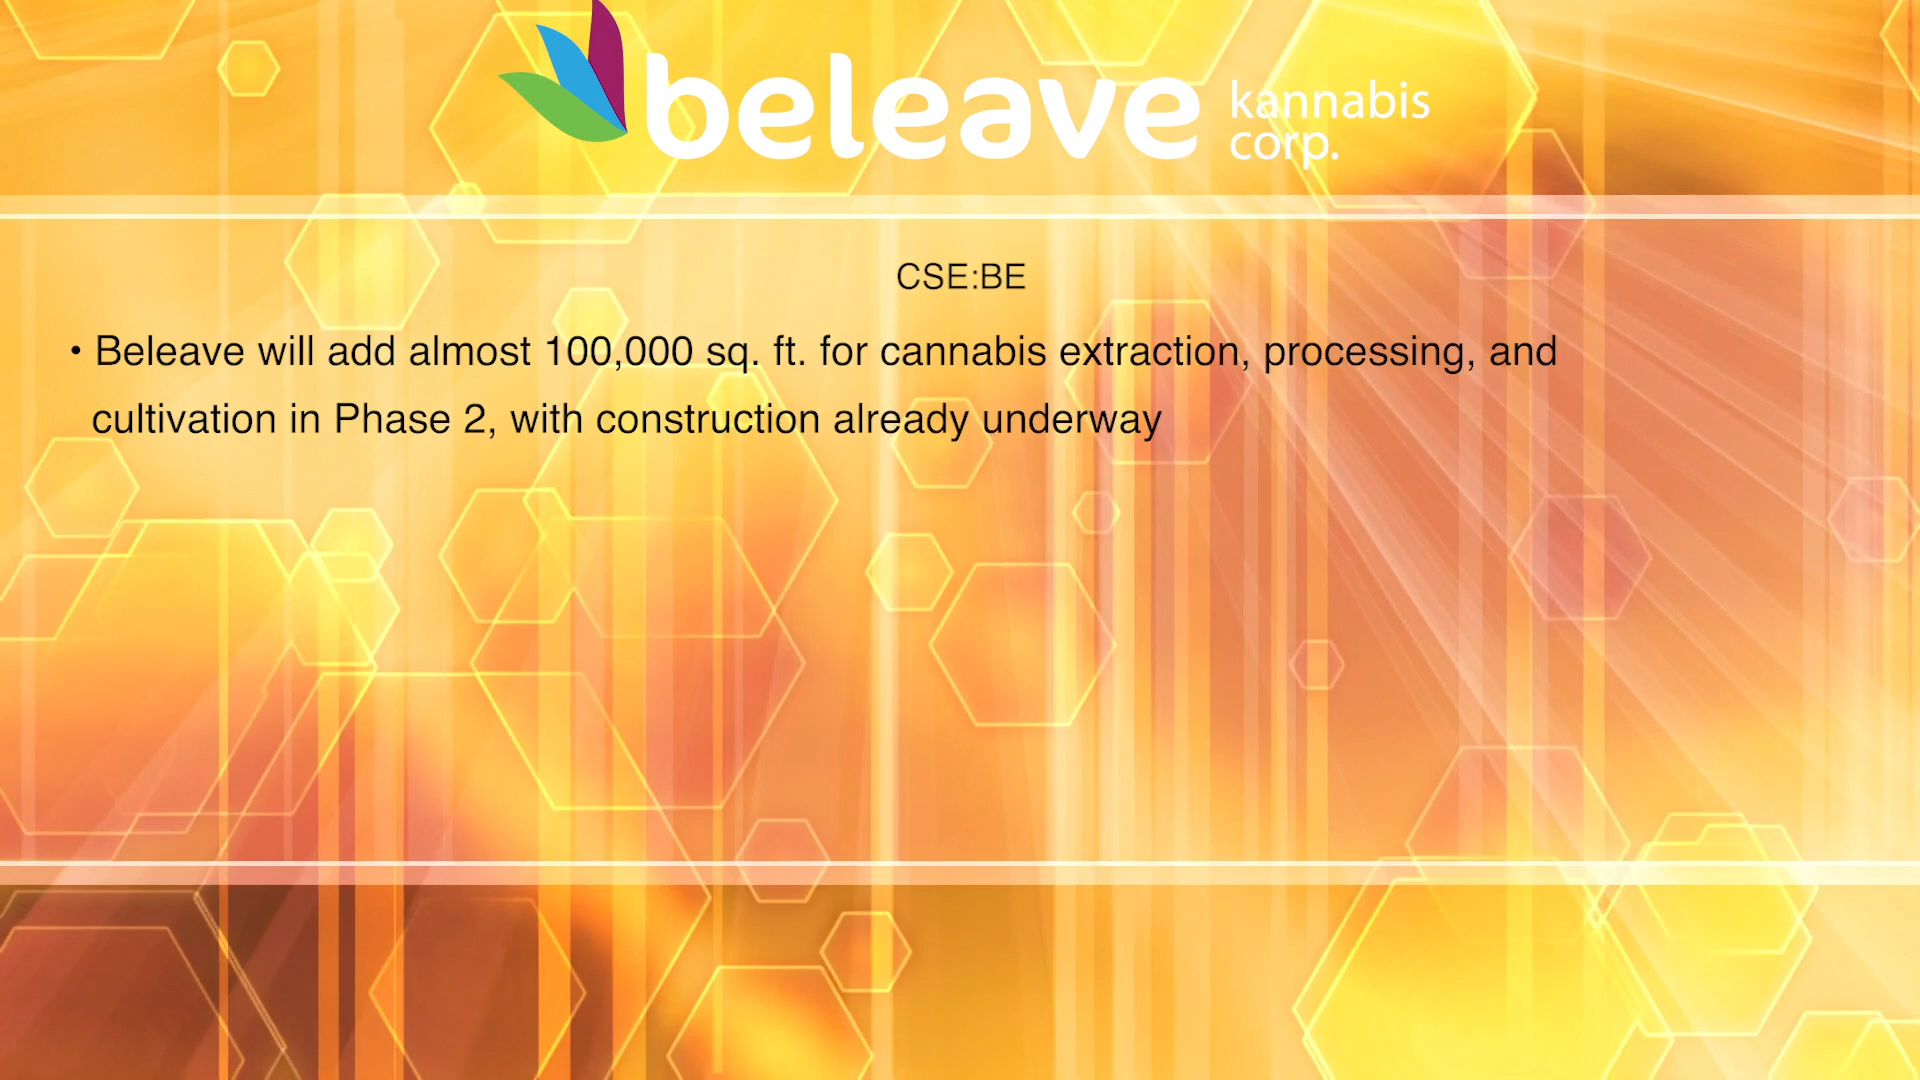 beleave kannabis
corp.
CSE:BE
• Beleave will add almost 100,000 sq. ft. for cannabis extraction, processing, and
cultivation in Phase 2, with construction already underway